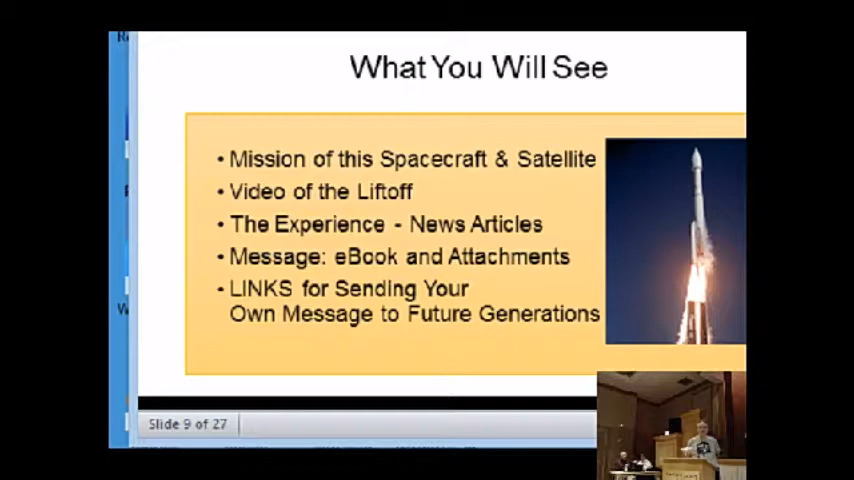 What You Will See
• Mission of this Spacecraft & Satellite
• Video of the Liftoff
• The Experience - News Articles
• Message: eBook and Attachments
• LINKS for Sending Your
Own Message to Future Generations
Slide 9 of 27